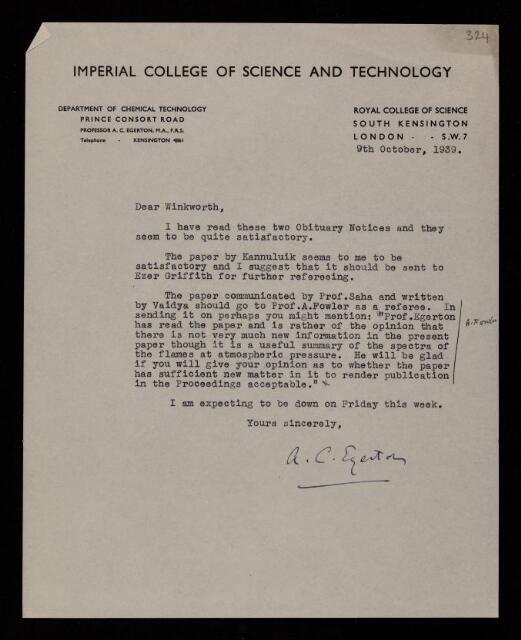 324
IMPERIAL COLLEGE OF SCIENCE AND TECHNOLOGY
DEPARTMENT OF CHEMICAL TECHNOLOGY
PRINCE CONSORT ROAD
PROFESSOR A. C. EGERTON, M.A., F.R.S.
Telephone - KENSINGTON 4861
ROYAL COLLEGE OF SCIENCE
SOUTH KENSINGTON
LONDON - - S.W.7
9th October, 1939.
Dear Winkworth,
I have read these two Obituary Notices and they
seem to be quite satisfactory.
The paper by Kannuluik seems to me to be
satisfactory and I suggest that it should be sent to
Ezer Griffith for further refereeing.
The paper communicated by Prof.Saha and written
by Vaidya should go to Prof.A.Fowler as a referee. In
sending it on perhaps you might mention: "Prof.Egerton
has read the paper and is rather of the opinion that
there is not very much new information in the present
paper though it is a useful summary of the spectra of
the flames at atmospheric pressure. He will be glad
if you will give your opinion as to whether the paper
has sufficient new matter in it to render publication
in the Proceedings acceptable."
A. Fowler
I am expecting to be down on Friday this week.
Yours sincerely,
A. C. Egerton